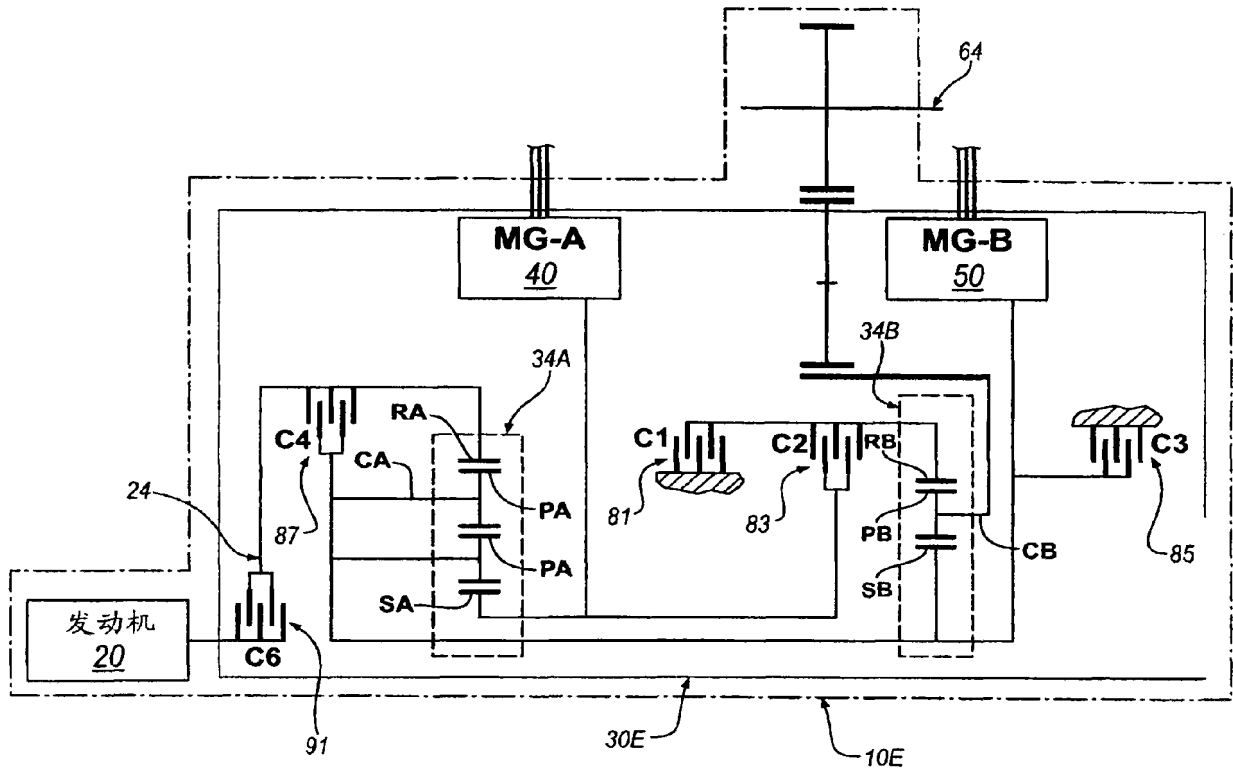 64
MG-A
40
MG-B
50
34A
34B
RA
C4
CA
C1
C2
RB
C3
24
87
PA
81
83
PB
CB
85
PA
SA
SB
发动机
20
C6
91
30E
10E